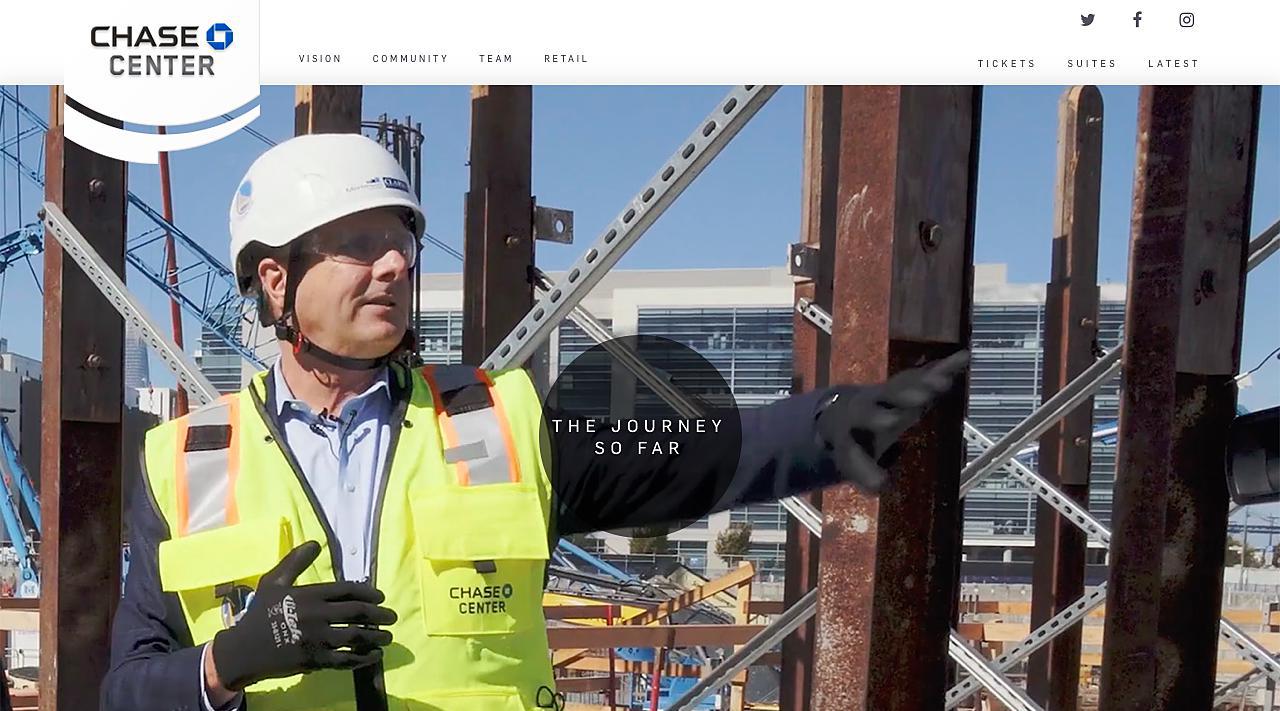 CHASE
CENTER
VISION COMMUNITY TEAM RETAIL
TICKETS SUITES LATEST
THE JOURNEY
SO FAR
CHASE
CENTER